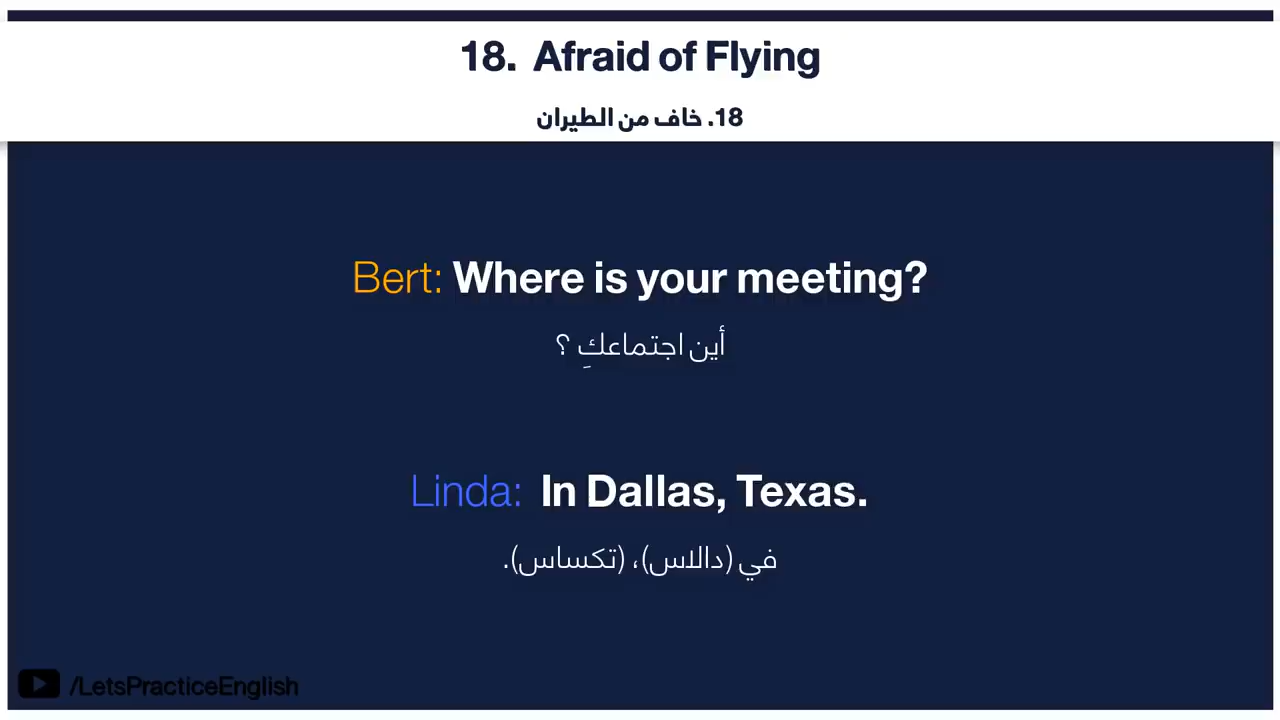 18. Afraid of Flying
18. خاف من الطيران
Bert: Where is your meeting?
أين اجتماعكِ ؟
Linda: In Dallas, Texas.
في (دالاس)، (تكساس).
/LetsPracticeEnglish